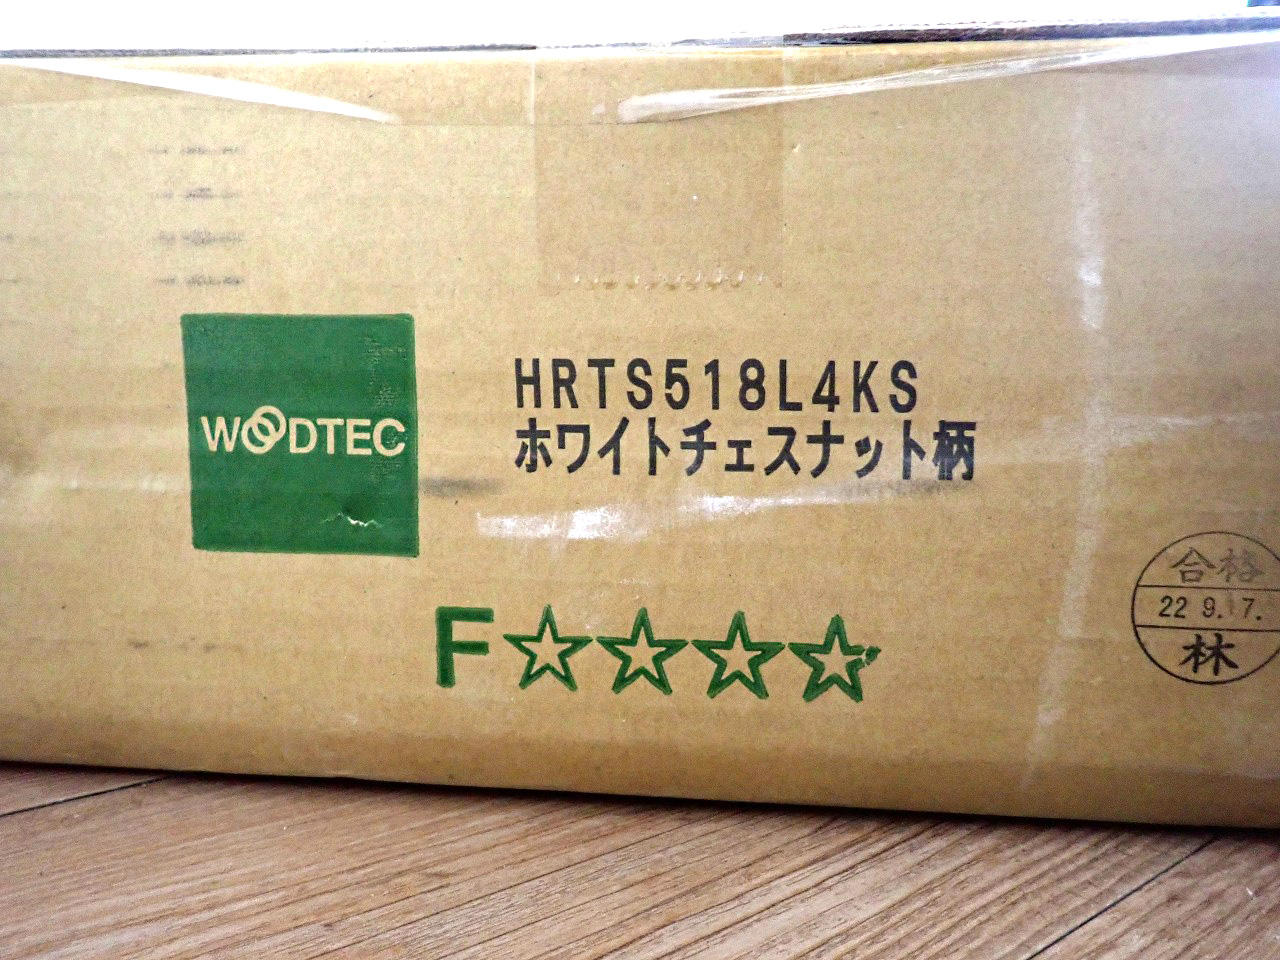 WOODTEC
HRTS518L4KS
ホワイトチェスナット柄
F☆☆☆☆
合格
22 9.17.
林